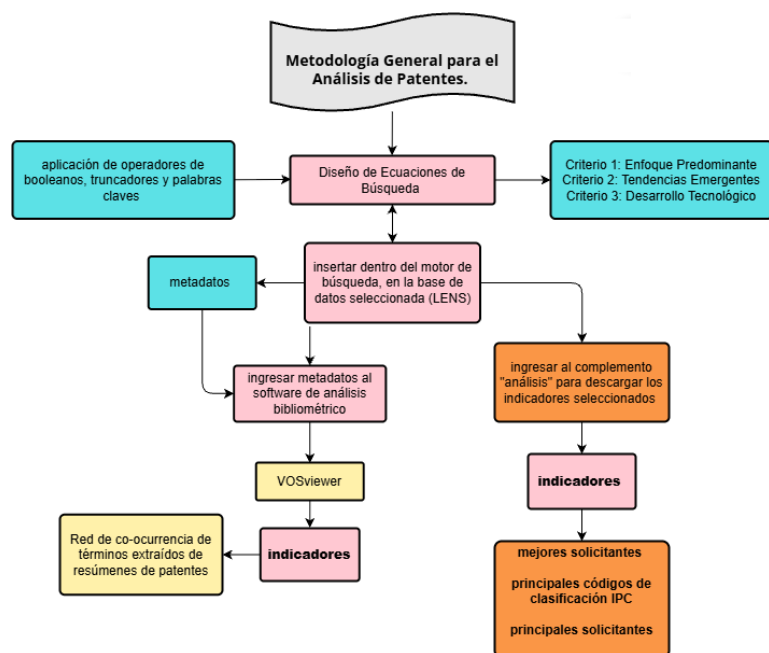 Metodología General para el
Análisis de Patentes.
aplicación de operadores de
booleanos, truncadores y palabras
claves
Diseño de Ecuaciones de
Búsqueda
Criterio 1: Enfoque Predominante
Criterio 2: Tendencias Emergentes
Criterio 3: Desarrollo Tecnológico
metadatos
insertar dentro del motor de
búsqueda, en la base de
datos seleccionada (LENS)
ingresar metadatos al
software de análisis
bibliométrico
ingresar al complemento
"análisis" para descargar los
indicadores seleccionados
VOSviewer
indicadores
Red de co-ocurrencia de
términos extraídos de
resúmenes de patentes
indicadores
mejores solicitantes
principales códigos de
clasificación IPC
principales solicitantes